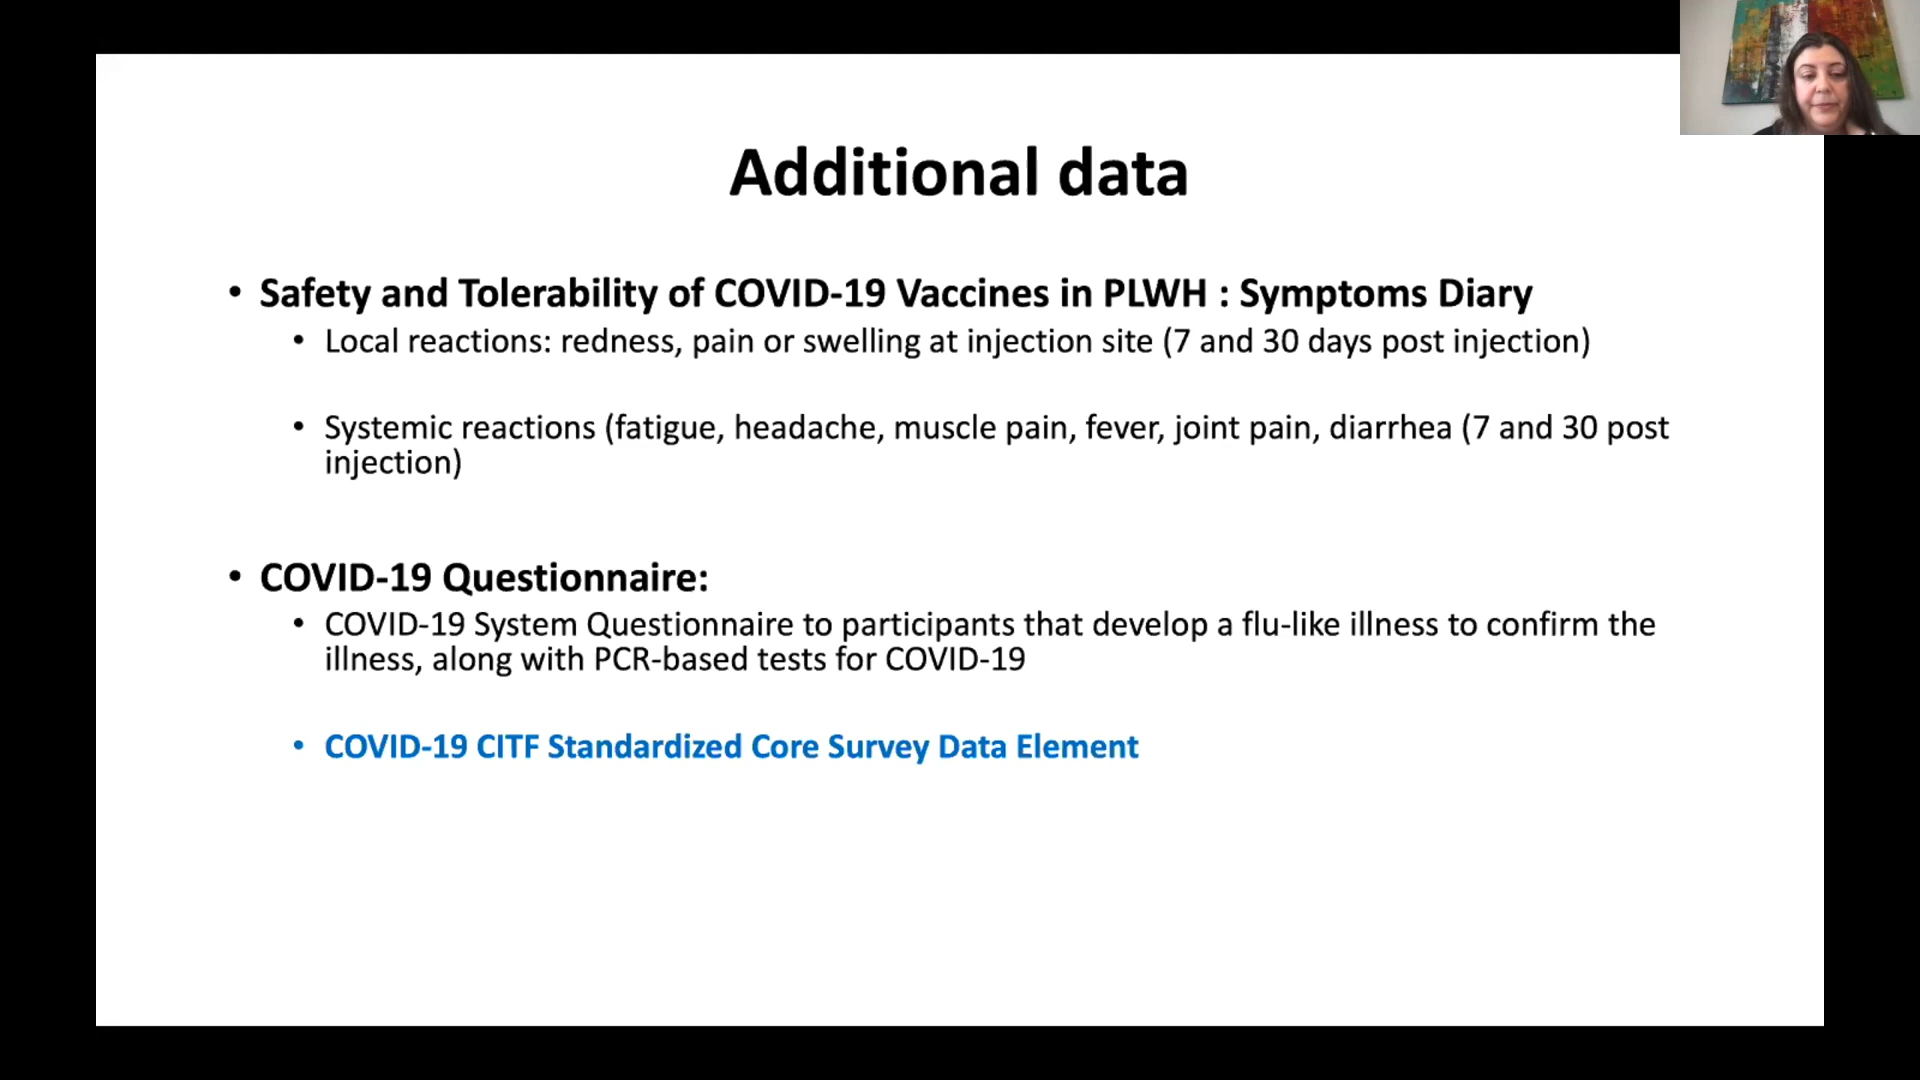 Additional data
• Safety and Tolerability of COVID-19 Vaccines in PLWH : Symptoms Diary
• Local reactions: redness, pain or swelling at injection site (7 and 30 days post injection)
• Systemic reactions (fatigue, headache, muscle pain, fever, joint pain, diarrhea (7 and 30 post
injection)
• COVID-19 Questionnaire:
• COVID-19 System Questionnaire to participants that develop a flu-like illness to confirm the
illness, along with PCR-based tests for COVID-19
• COVID-19 CITF Standardized Core Survey Data Element